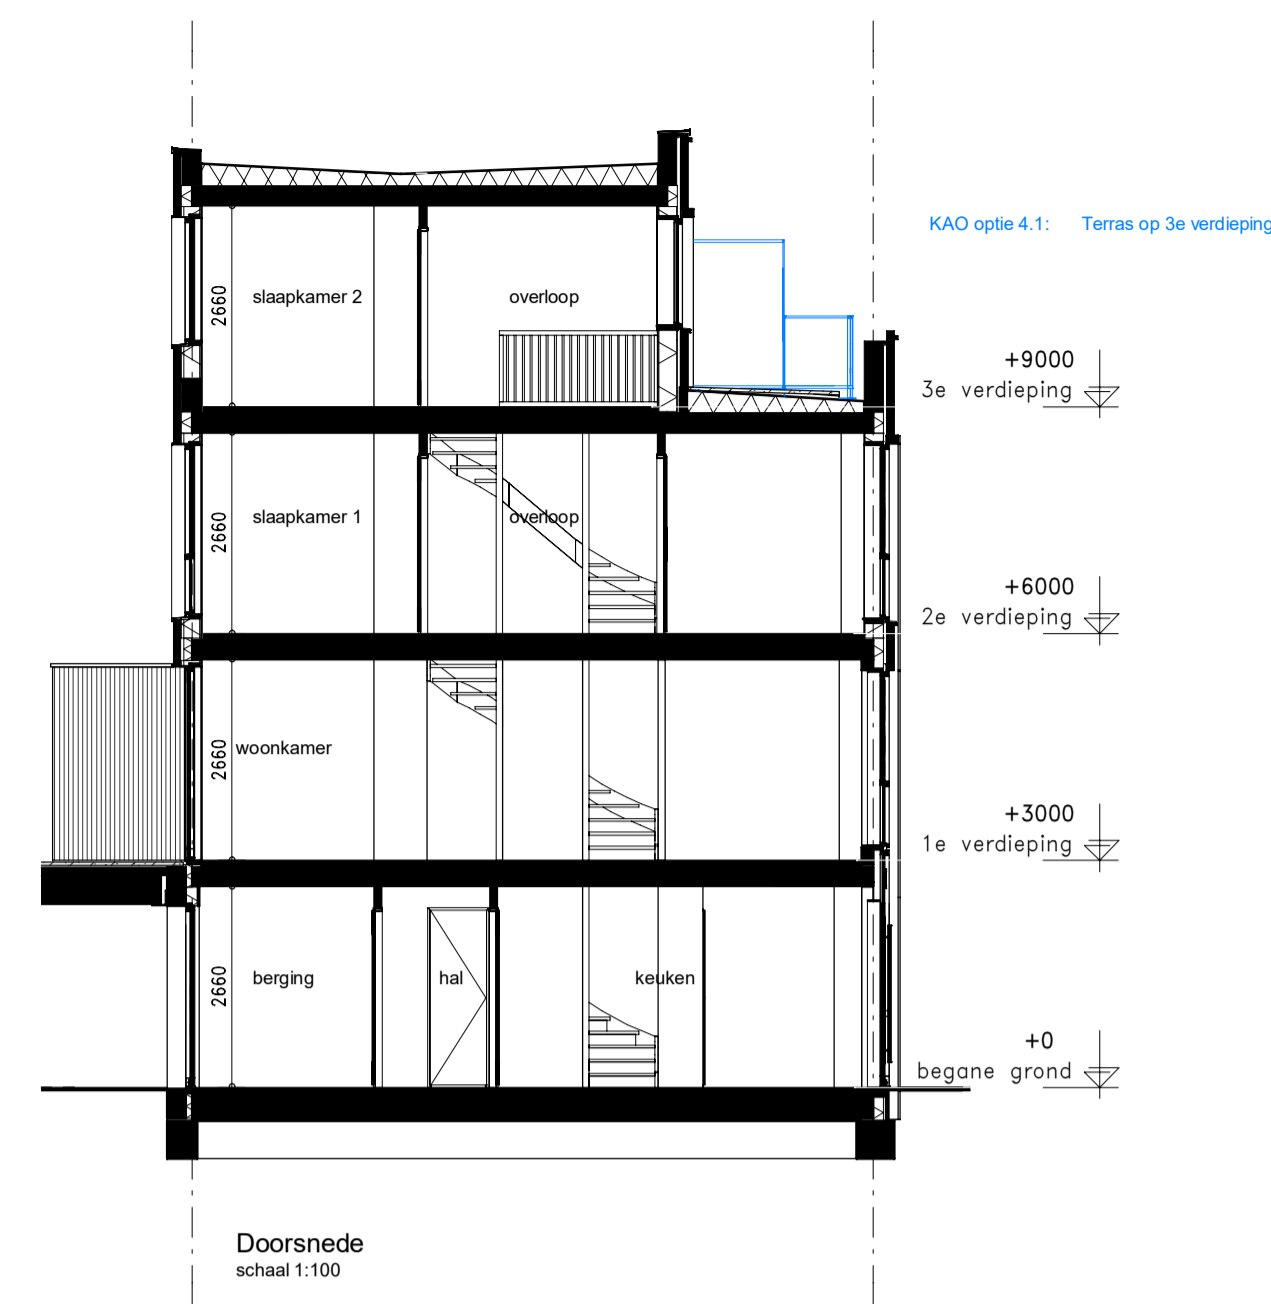 KAO optie 4.1: Terras op 3e verdieping
2660
slaapkamer 2
overloop
+9000
3e verdieping
2660
slaapkamer 1
overloop
+6000
2e verdieping
2660
woonkamer
+3000
1e verdieping
2660
berging
hal
keuken
+0
begane grond
Doorsnede
schaal 1:100